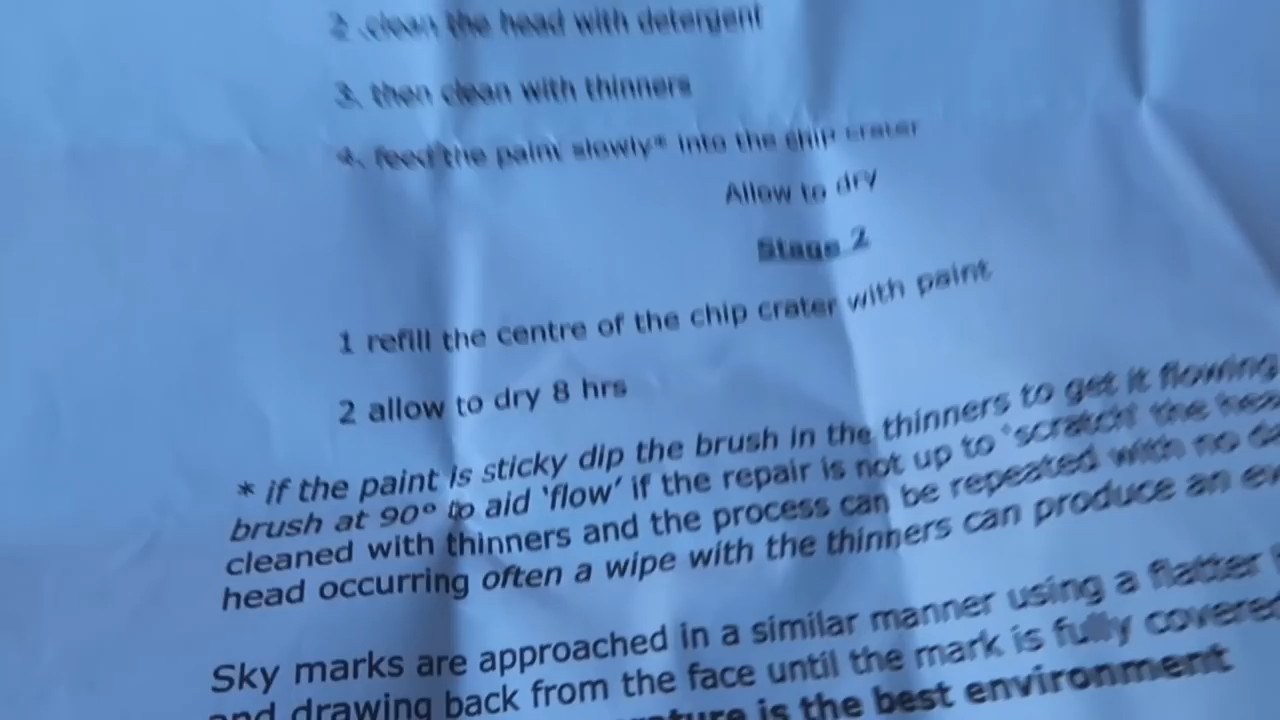 2 .clean the head with detergent
3. then clean with thinners
4. feed the paint slowly* into the chip crater
Allow to dry
Stage 2
1 refill the centre of the chip crater with paint
2 allow to dry 8 hrs
* if the paint is sticky dip the brush in the thinners to get it flowing
brush at 90º to aid 'flow' if the repair is not up to 'scratch' the
cleaned with thinners and the process can be repeated with no
head occurring often a wipe with the thinners can produce an
Sky marks are approached in a similar manner using a flatter
and drawing back from the face until the mark is fully covered
is the best environment